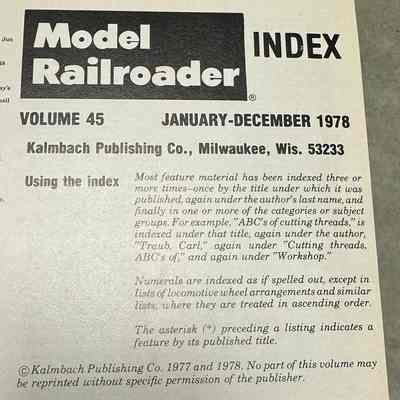 Model
Railroader® INDEX
VOLUME 45 JANUARY-DECEMBER 1978
Kalmbach Publishing Co., Milwaukee, Wis. 53233
Using the index
Most feature material has been indexed three or
more times–once by the title under which it was
published, again under the author's last name, and
finally in one or more of the categories or subject
groups. For example, "ABC's of cutting threads," is
indexed under that title, again under the author,
"Traub, Carl," again under "Cutting threads,
ABC's of," and again under "Workshop."
Numerals are indexed as if spelled out, except in
lists of locomotive wheel arrangements and similar
lists, where they are treated in ascending order.
The asterisk (*) preceding a listing indicates a
feature by its published title.
©Kalmbach Publishing Co. 1977 and 1978. No part of this volume may
be reprinted without specific permission of the publisher.